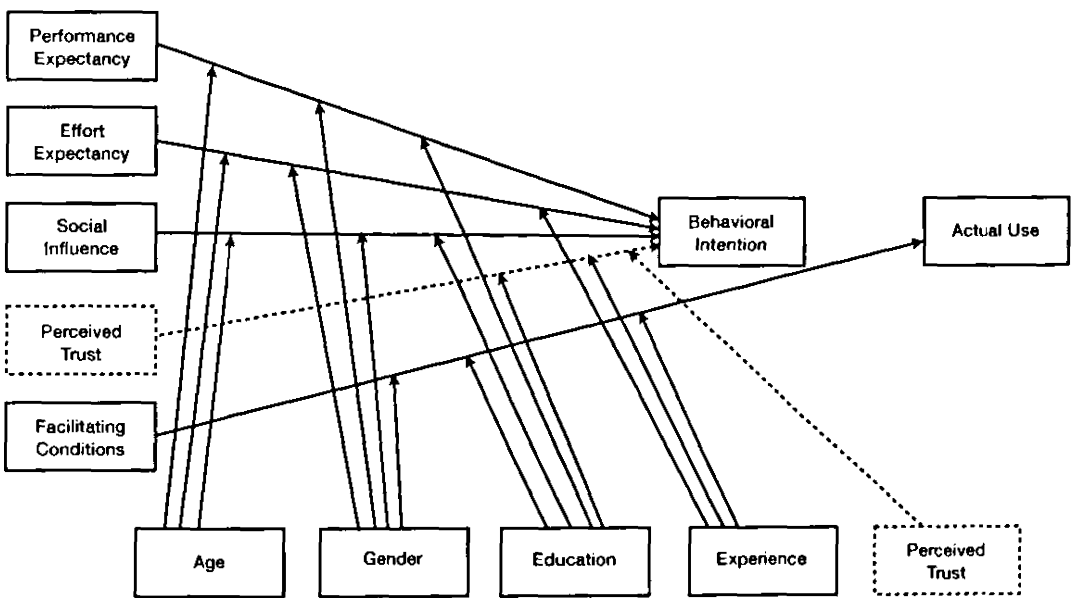 Performance
Expectancy
Effort
Expectancy
Social
Influence
Behavioral
Intention
Actual Use
Perceived
Trust
Facilitating
Conditions
Age
Gender
Education
Experience
Perceived
Trust